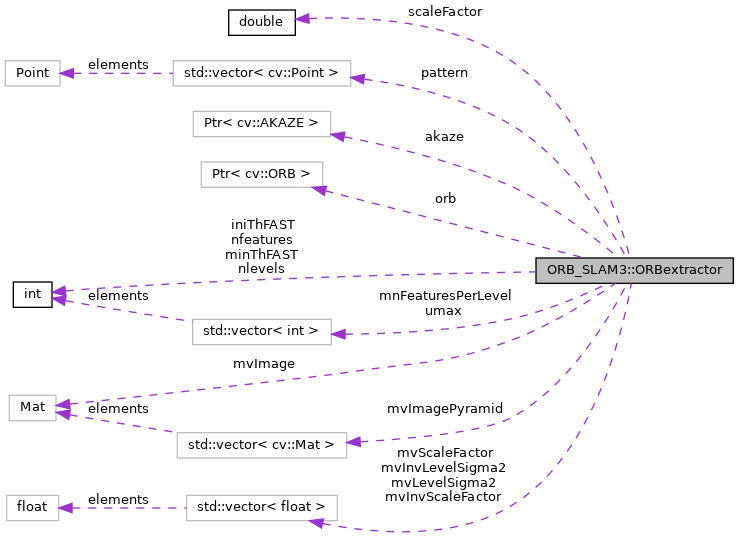 scaleFactor
double
elements
Point
std::vector< cv::Point >
pattern
Ptr< cv::AKAZE >
akaze
Ptr< cv::ORB >
orb
iniThFAST
nfeatures
minThFAST
nlevels
ORB_SLAM3::ORBextractor
int
elements
mnFeaturesPerLevel
umax
std::vector< int >
mvImage
Mat
elements
mvImagePyramid
std::vector< cv::Mat >
mvScaleFactor
mvInvLevelSigma2
mvLevelSigma2
mvInvScaleFactor
float
elements
std::vector< float >